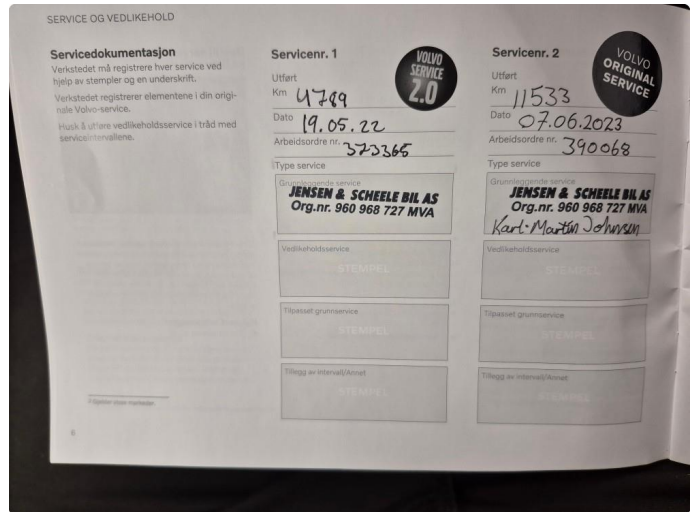 SERVICE OG VEDLIKEHOLD
Servicedokumentasjon
Verkstedet må registrere hver service ved
hjelp av stempler og en underskrift.
Verkstedet registrerer elementene i din origi-
nale Volvo-service.
Husk å utføre vedlikeholdsservice i tråd med
serviceintervallene.
Servicenr. 1
VOLVO
SERVICE
2.0
Utført
Km 4789
Dato 19.05.22
Arbeidsordre nr. 373365
Type service
Grunnleggende service
JENSEN & SCHEELE BIL AS
Org.nr. 960 968 727 MVA
Vedlikeholdsservice
STEMPEL
Tilpasset grunnservice
STEMPEL
Tillegg av intervall/Annet
STEMPEL
Servicenr. 2
VOLVO
ORIGINAL
SERVICE
Utført
Km 11533
Dato 07.06.2023
Arbeidsordre nr. 390068
Type service
Grunnleggende service
JENSEN & SCHEELE BIL AS
Org.nr. 960 968 727 MVA
Karl-Martin Johnsen
Vedlikeholdsservice
STEMPEL
Tilpasset grunnservice
STEMPEL
Tillegg av intervall/Annet
STEMPEL
6